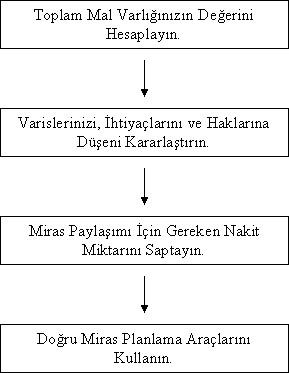 Toplam Mal Varlığınızın Değerini
Hesaplayın.
Varislerinizi, İhtiyaçlarını ve Haklarına
Düşeni Kararlaştırın.
Miras Paylaşımı İçin Gereken Nakit
Miktarını Saptayın.
Doğru Miras Planlama Araçlarını
Kullanın.